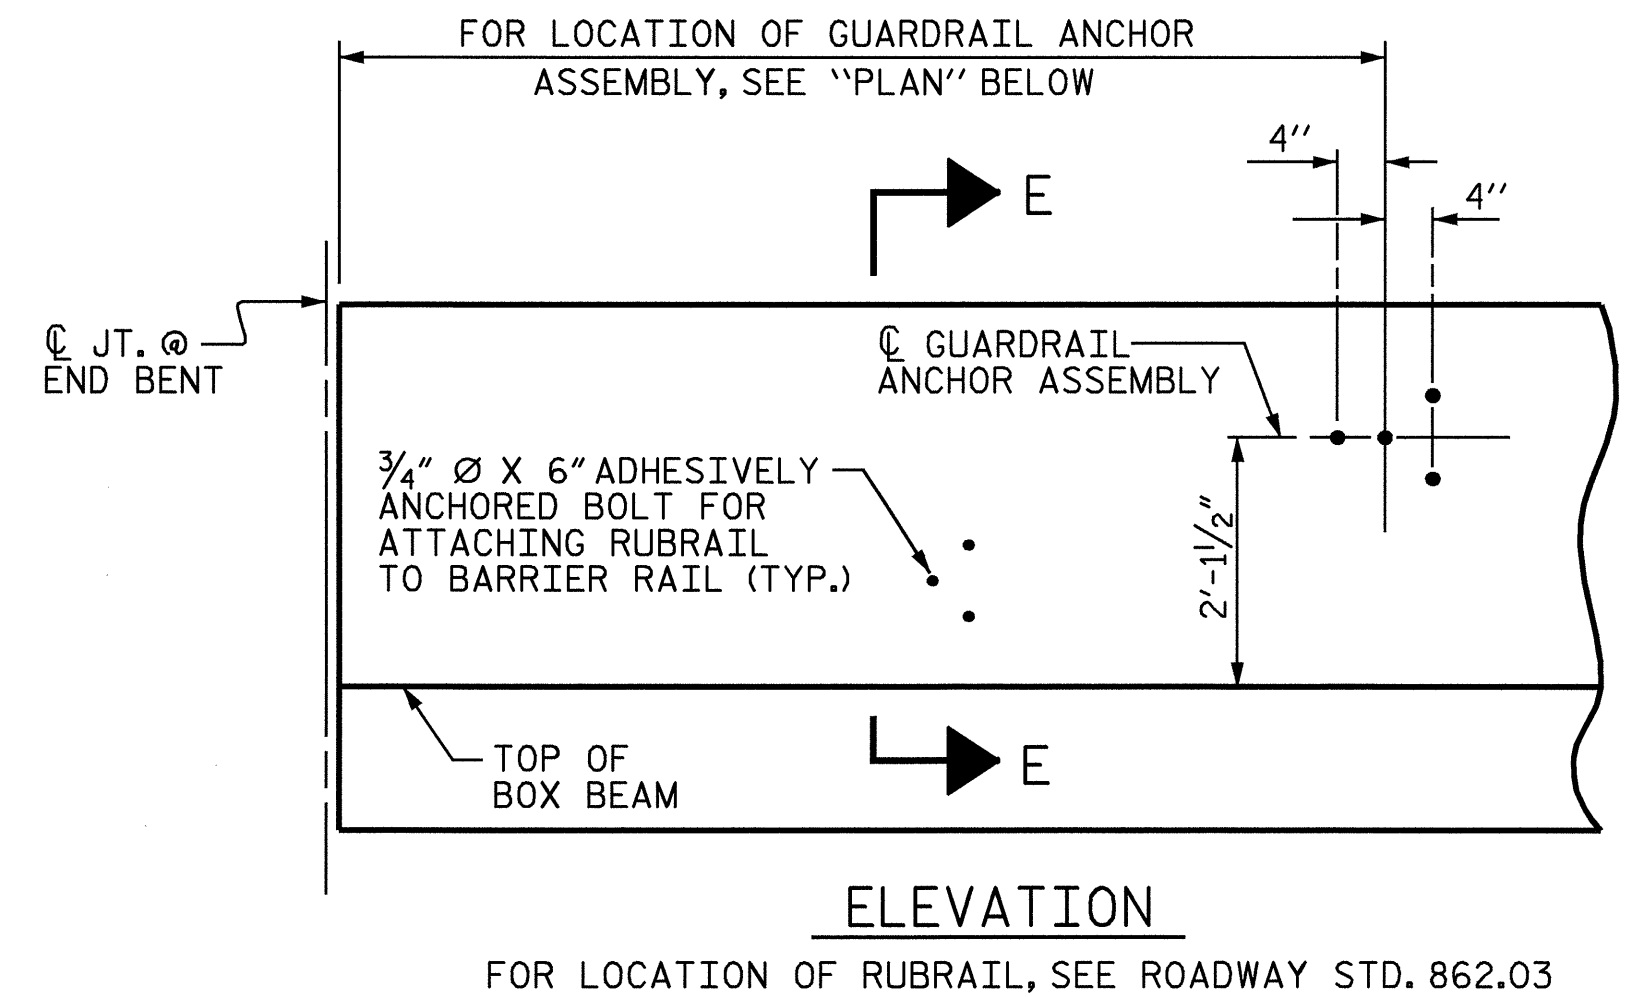 FOR LOCATION OF GUARDRAIL ANCHOR
ASSEMBLY, SEE "PLAN" BELOW
4"
4"
E
℄ JT. @
END BENT
℄ GUARDRAIL
ANCHOR ASSEMBLY
3/4" Ø X 6" ADHESIVELY
ANCHORED BOLT FOR
ATTACHING RUBRAIL
TO BARRIER RAIL (TYP.)
2'-1 1/2"
TOP OF
BOX BEAM
E
ELEVATION
FOR LOCATION OF RUBRAIL, SEE ROADWAY STD. 862.03